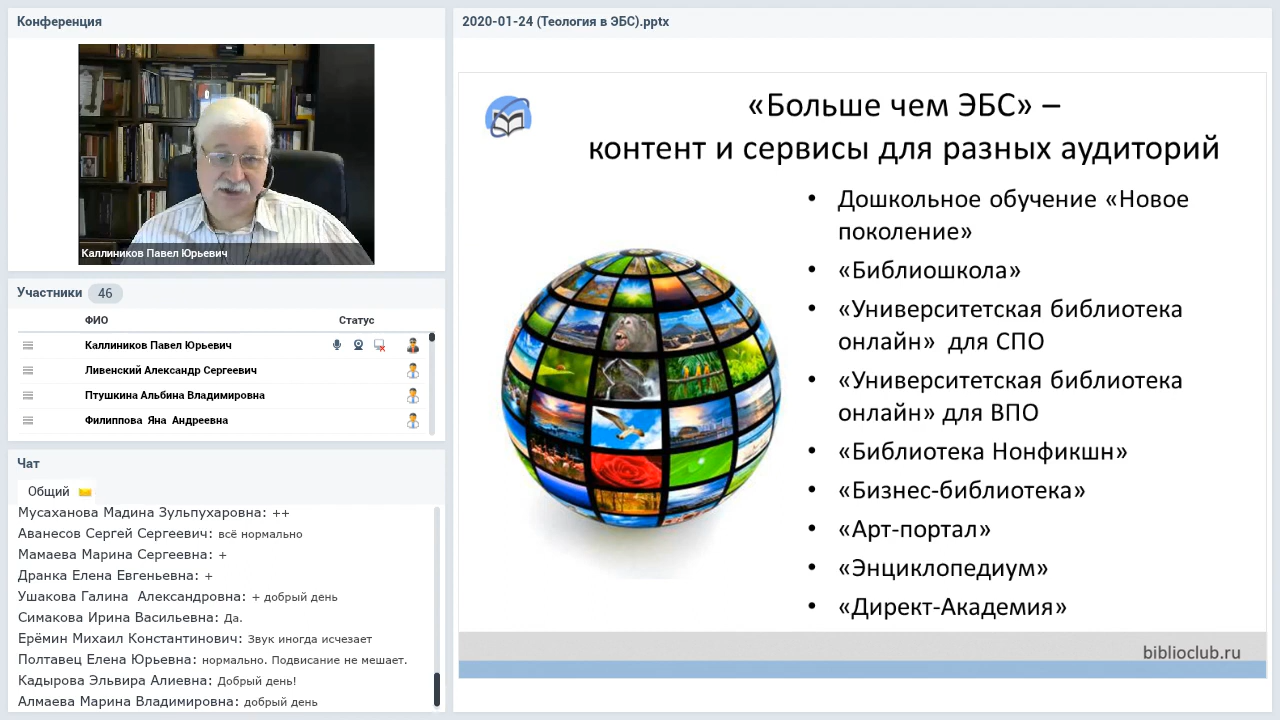 Конференция
Каллиников Павел Юрьевич
Участники 46
ФИО Статус
Каллиников Павел Юрьевич
Ливенский Александр Сергеевич
Птушкина Альбина Владимировна
Филиппова Яна Андреевна
Чат
Общий
Мусаханова Мадина Зульпухаровна: ++
Аванесов Сергей Сергеевич: всё нормально
Мамаева Марина Сергеевна: +
Дранка Елена Евгеньевна: +
Ушакова Галина Александровна: + добрый день
Симакова Ирина Васильевна: Да.
Ерёмин Михаил Константинович: Звук иногда исчезает
Полтавец Елена Юрьевна: нормально. Подвисание не мешает.
Кадырова Эльвира Алиевна: Добрый день!
Алмаева Марина Владимировна: добрый день
2020-01-24 (Теология в ЭБС).pptx
«Больше чем ЭБС» –
контент и сервисы для разных аудиторий
• Дошкольное обучение «Новое
поколение»
• «Библиошкола»
• «Университетская библиотека
онлайн» для СПО
• «Университетская библиотека
онлайн» для ВПО
• «Библиотека Нонфикшн»
• «Бизнес-библиотека»
• «Арт-портал»
• «Энциклопедиум»
• «Директ-Академия»
biblioclub.ru